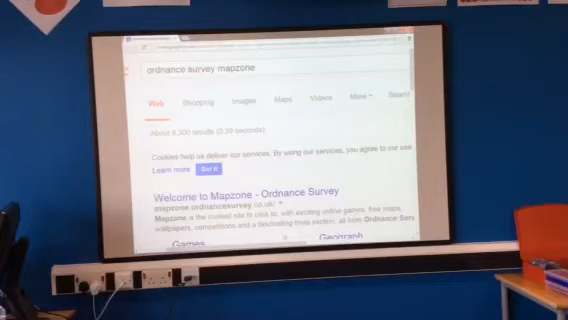 ordnance survey mapzone
Web Shopping Images Maps Videos More Search
About 6,300 results (0.39 seconds)
Cookies help us deliver our services. By using our services, you agree to our use
Learn more Got it
Welcome to Mapzone - Ordnance Survey
mapzone.ordnancesurvey.co.uk/
Mapzone is the coolest site to click to, with exciting online games, free maps,
wallpapers, competitions and a fascinating trivia section, all from Ordnance Surv
Games Geograph